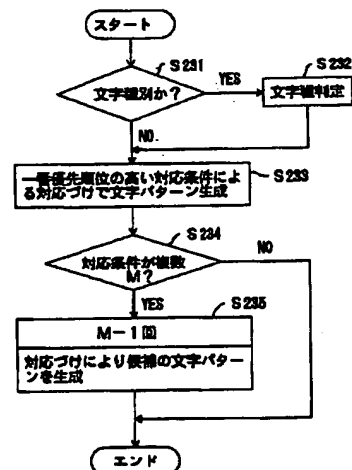 スタート
S231
文字種別か?
YES
S232
文字種判定
NO.
S233
一番優先順位の高い対応条件によ
る対応づけで文字パターン生成
S234
対応条件が複数
M?
NO
YES
S235
M-1回
対応づけにより候補の文字パター
ンを生成
エンド